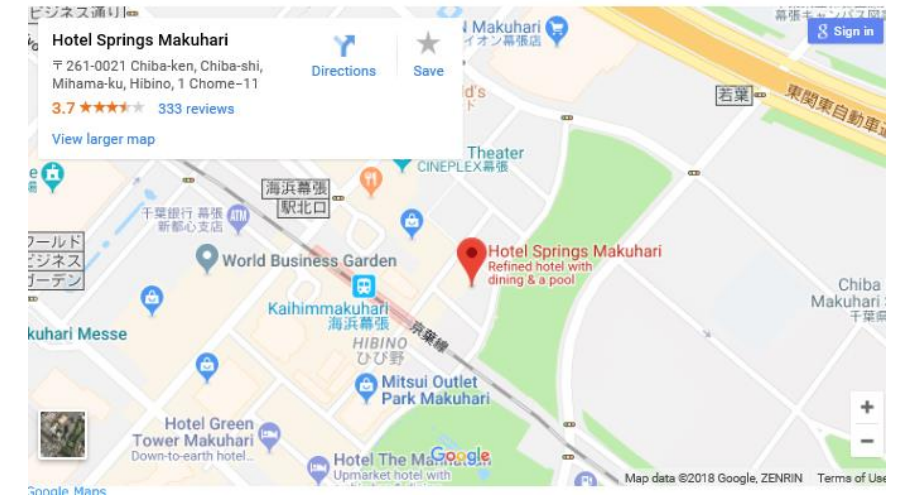 ビジネス通り
Hotel Springs Makuhari
〒261-0021 Chiba-ken, Chiba-shi,
Mihama-ku, Hibino, 1 Chome−11
3.7
333 reviews
View larger map
Directions
Save
Makuhari
イオン幕張店
Sign in
若葉
東関東自動車道
Theater
CINEPLEX幕張
海浜幕張
駅北口
千葉銀行 幕張
新都心支店
ATM
ワールド
ビジネス
ガーデン
World Business Garden
Hotel Springs Makuhari
Refined hotel with
dining & a pool
Kaihimmakuhari
海浜幕張
京葉線
HIBINO
ひび野
kuhari Messe
Chiba
Makuhari
千葉県
Mitsui Outlet
Park Makuhari
Hotel Green
Tower Makuhari
Down-to-earth hotel...
Hotel The Manhattan
Upmarket hotel with
Google
+
−
Map data ©2018 Google, ZENRIN
Terms of Use
Google Maps